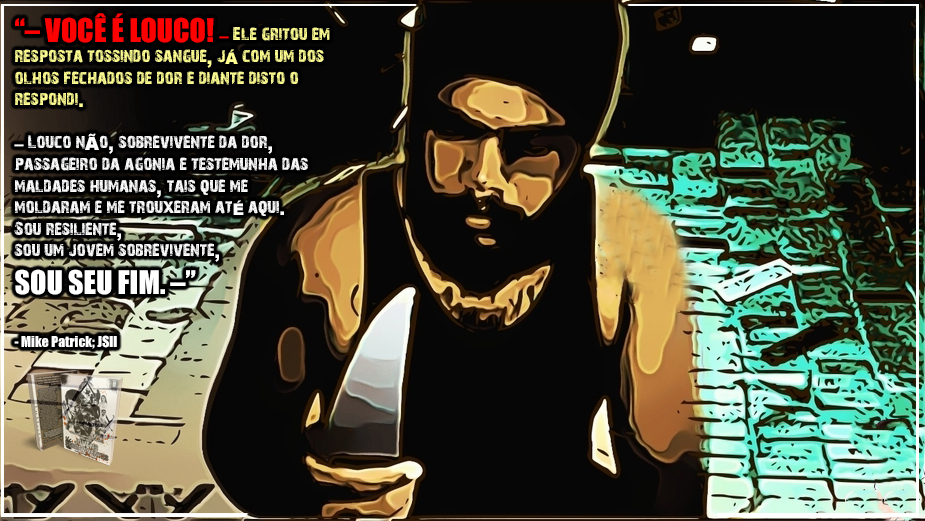 “– VOCÊ É LOUCO! – ELE GRITOU EM
RESPOSTA TOSSINDO SANGUE, JÁ COM UM DOS
OLHOS FECHADOS DE DOR E DIANTE DISTO O
RESPONDI.
– LOUCO NÃO, SOBREVIVENTE DA DOR,
PASSAGEIRO DA AGONIA E TESTEMUNHA DAS
MALDADES HUMANAS, TAIS QUE ME
MOLDARAM E ME TROUXERAM ATÉ AQUI.
SOU RESILIENTE,
SOU UM JOVEM SOBREVIVENTE,
SOU SEU FIM. –”
- Mike Patrick; JSII